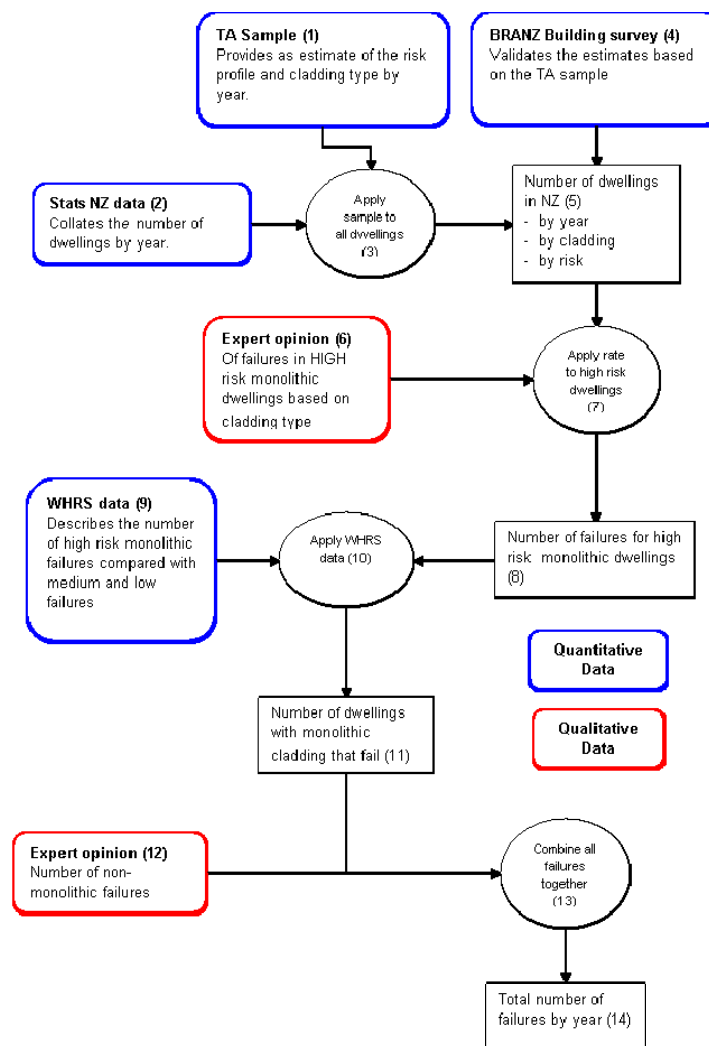 TA Sample (1)
Provides as estimate of the risk
profile and cladding type by
year.
BRANZ Building survey (4)
Validates the estimates based
on the TA sample
Stats NZ data (2)
Collates the number of
dwellings by year.
Apply
sample to
all dwellings
(3)
Number of dwellings
in NZ (5)
- by year
- by cladding
- by risk
Expert opinion (6)
Of failures in HIGH
risk monolithic
dwellings based on
cladding type
Apply rate
to high risk
dwellings
(7)
WHRS data (9)
Describes the number
of high risk monolithic
failures compared with
medium and low
failures
Apply WHRS
data (10)
Number of failures for high
risk monolithic dwellings
(8)
Quantitative
Data
Number of dwellings
with monolithic
cladding that fail (11)
Qualitative
Data
Expert opinion (12)
Number of non-
monolithic failures
Combine all
failures
together
(13)
Total number of
failures by year (14)